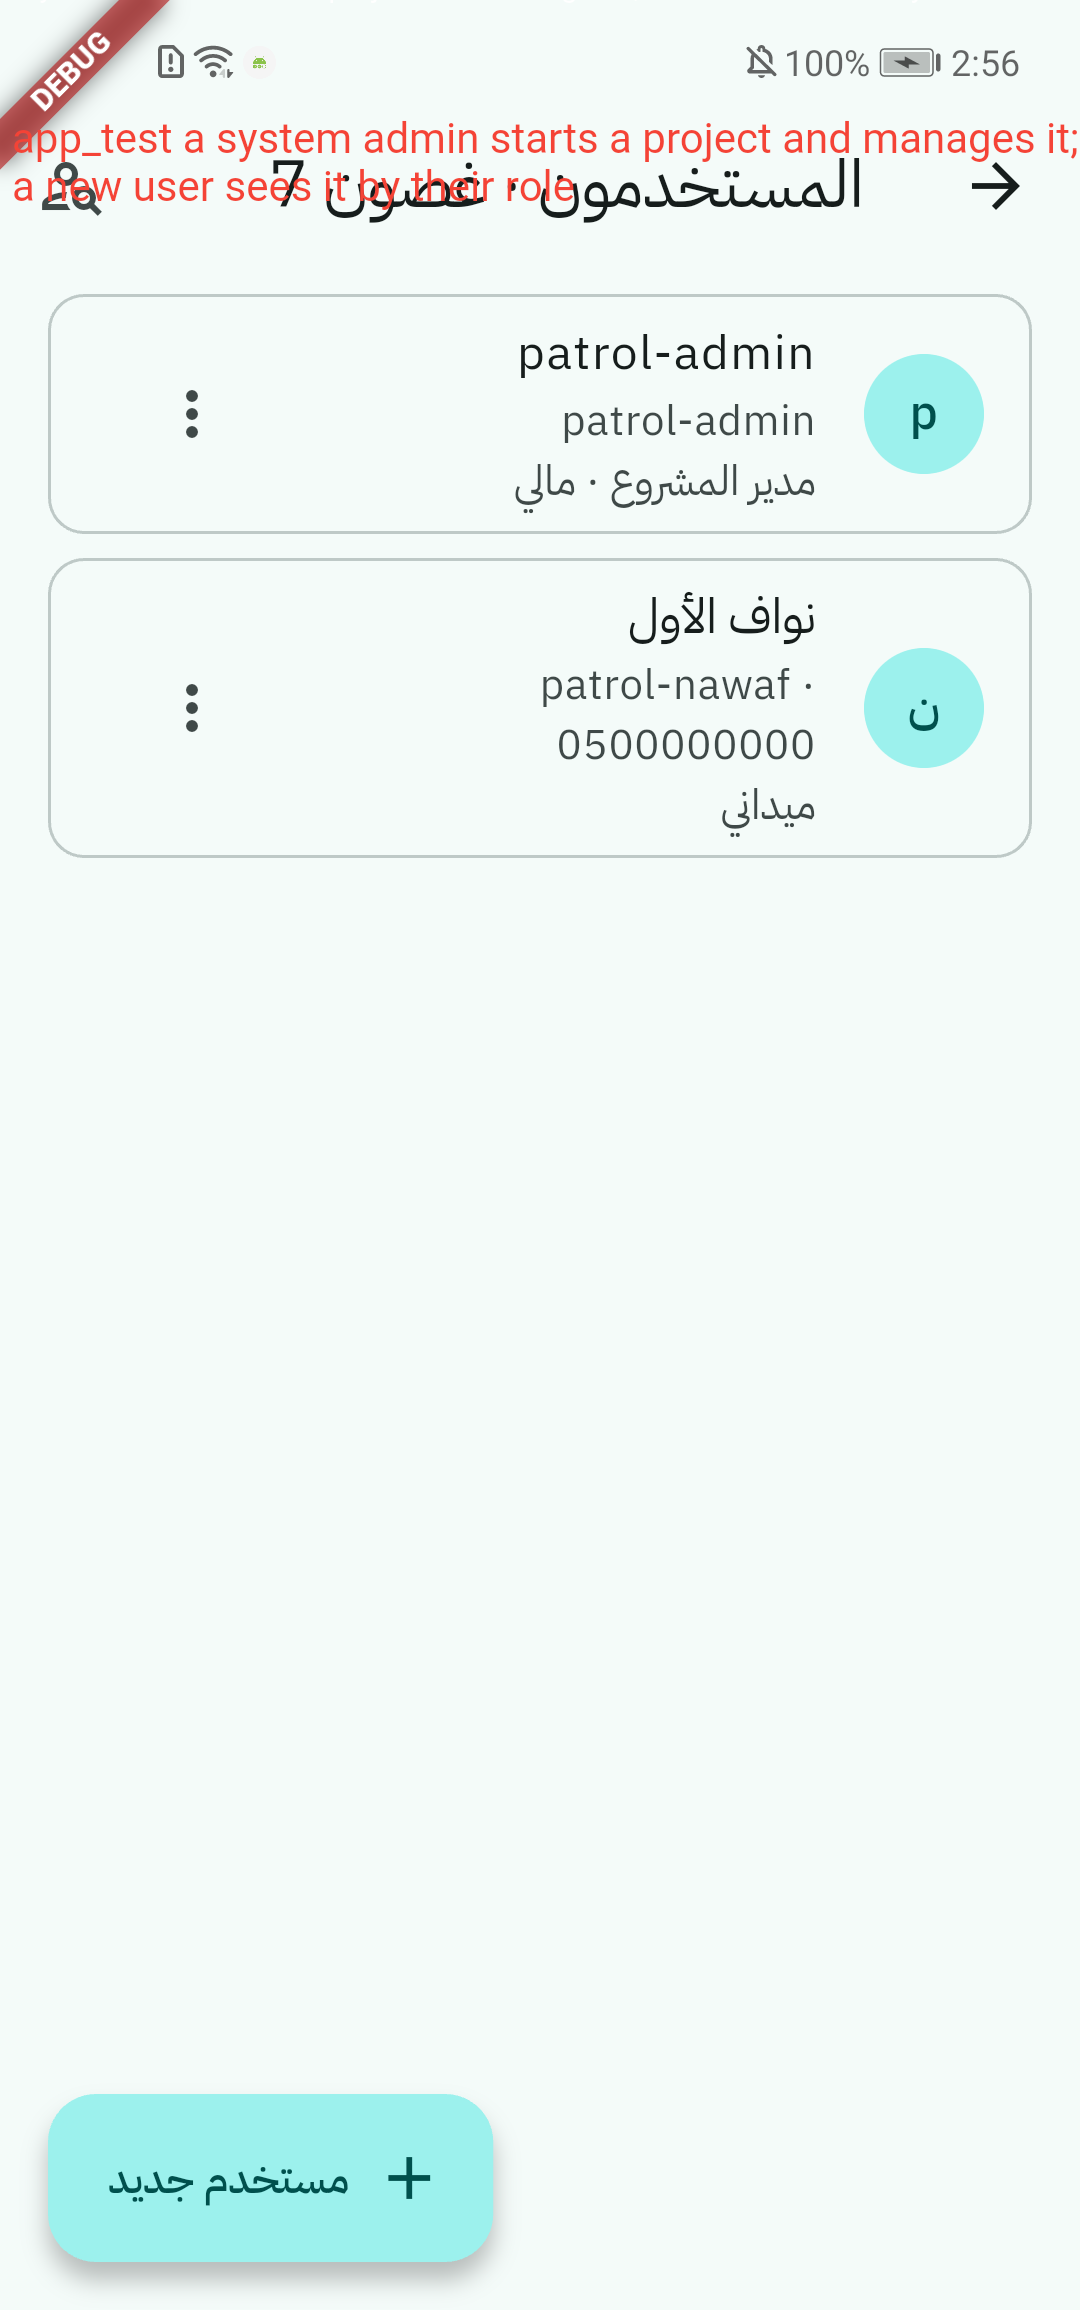 DEBUG
100% 2:56
app_test a system admin starts a project and manages it;
a new user sees it by their role
المستخدمون · غصون 7
p
patrol-admin
patrol-admin
مدير المشروع · مالي
ن
نواف الأول
patrol-nawaf ·
0500000000
ميداني
مستخدم جديد